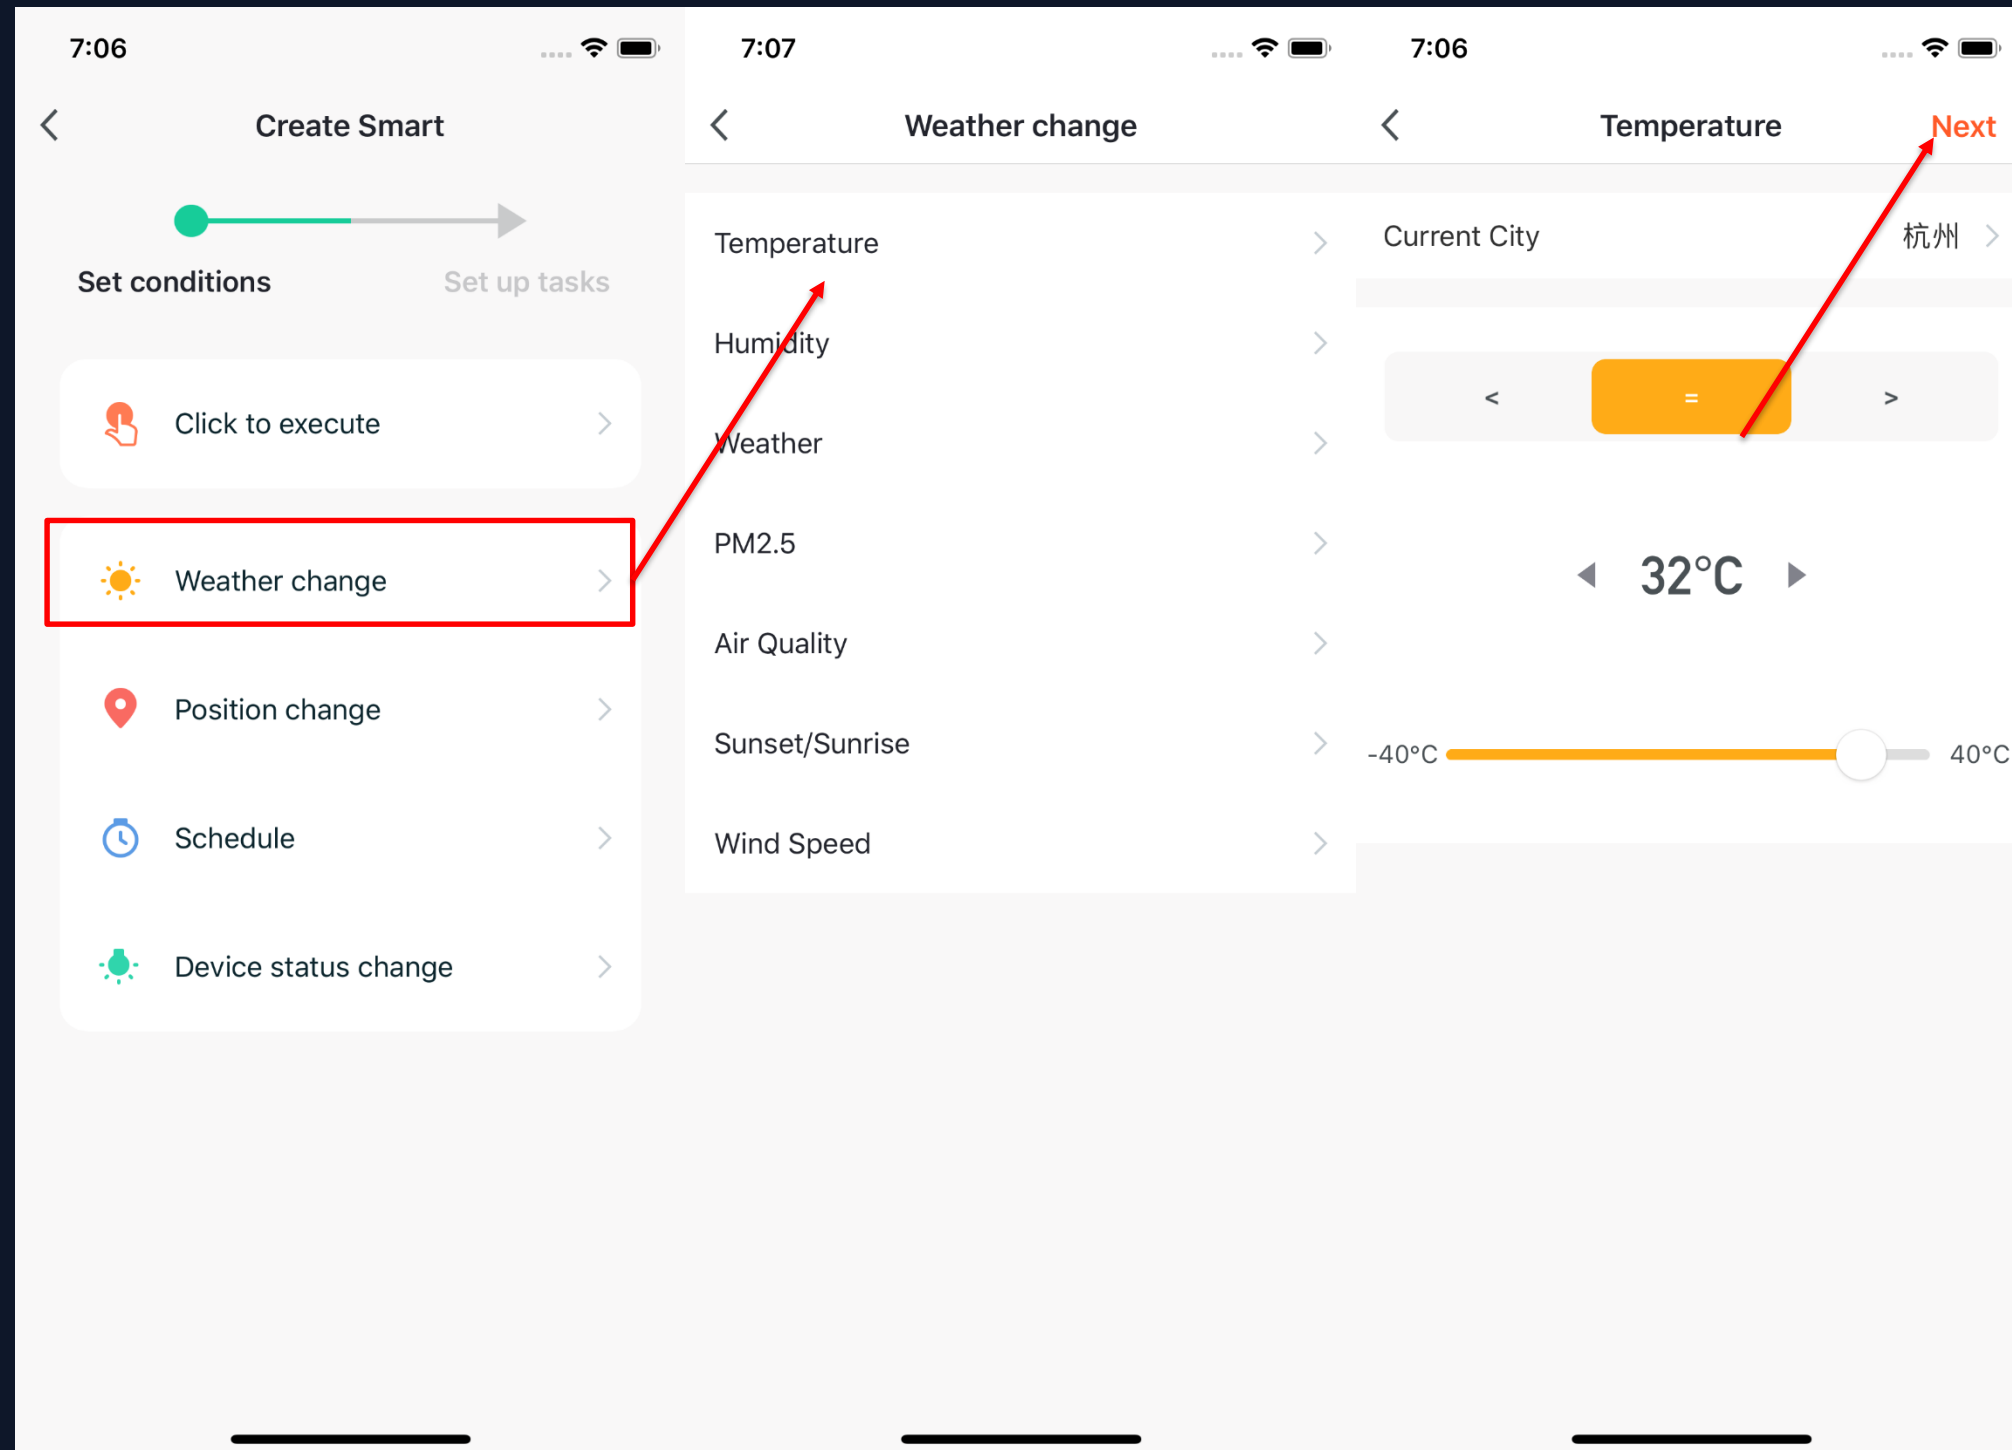 7:06
Create Smart
Set conditions
Set up tasks
Click to execute
Weather change
Position change
Schedule
Device status change
7:07
Weather change
Temperature
Humidity
Weather
PM2.5
Air Quality
Sunset/Sunrise
Wind Speed
7:06
Temperature
Next
Current City 杭州
< = >
32°C
-40°C 40°C